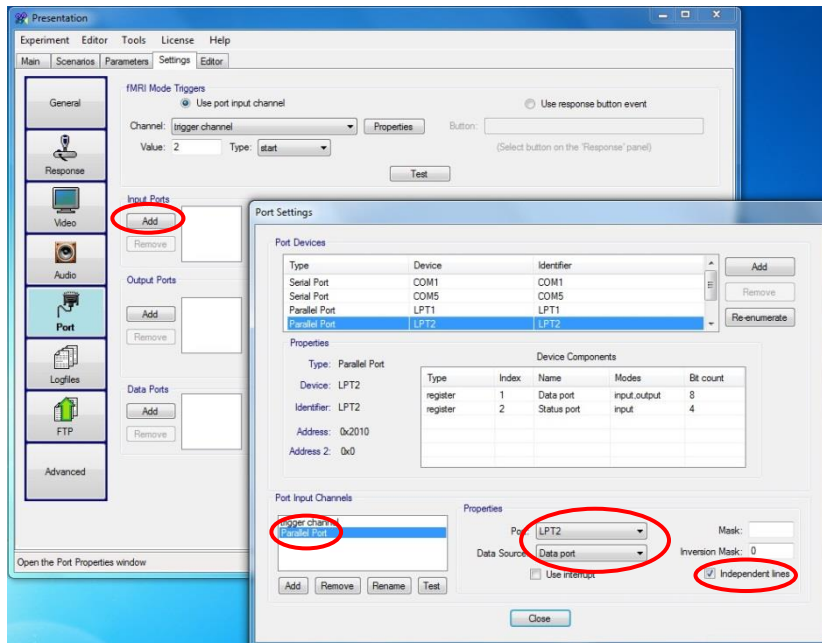 Presentation
Experiment Editor Tools License Help
Main Scenarios Parameters Settings Editor
General
Response
Video
Audio
Port
Logfiles
FTP
Advanced
fMRI Mode Triggers
Use port input channel
Use response button event
Channel: trigger channel Properties Button:
Value: 2 Type: start (Select button on the 'Response' panel)
Test
Input Ports
Add
Remove
Output Ports
Add
Remove
Data Ports
Add
Remove
Open the Port Properties window
Port Settings
Port Devices
Type Device Identifier
Serial Port COM1 COM1
Serial Port COM5 COM5
Parallel Port LPT1 LPT1
Parallel Port LPT2 LPT2
Add
Remove
Re-enumerate
Properties
Type: Parallel Port
Device: LPT2
Identifier: LPT2
Address: 0x2010
Address 2: 0x0
Device Components
Type Index Name Modes Bit count
register 1 Data port input,output 8
register 2 Status port input 4
Port Input Channels
trigger channel
Parallel Port
Add Remove Rename Test
Properties
Port: LPT2 Mask:
Data Source: Data port Inversion Mask: 0
Use interrupt Independent lines
Close